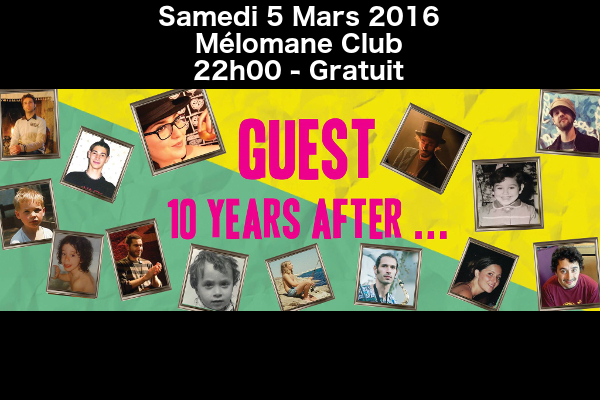 Samedi 5 Mars 2016
Mélomane Club
22h00 - Gratuit
GUEST
10 YEARS AFTER ...